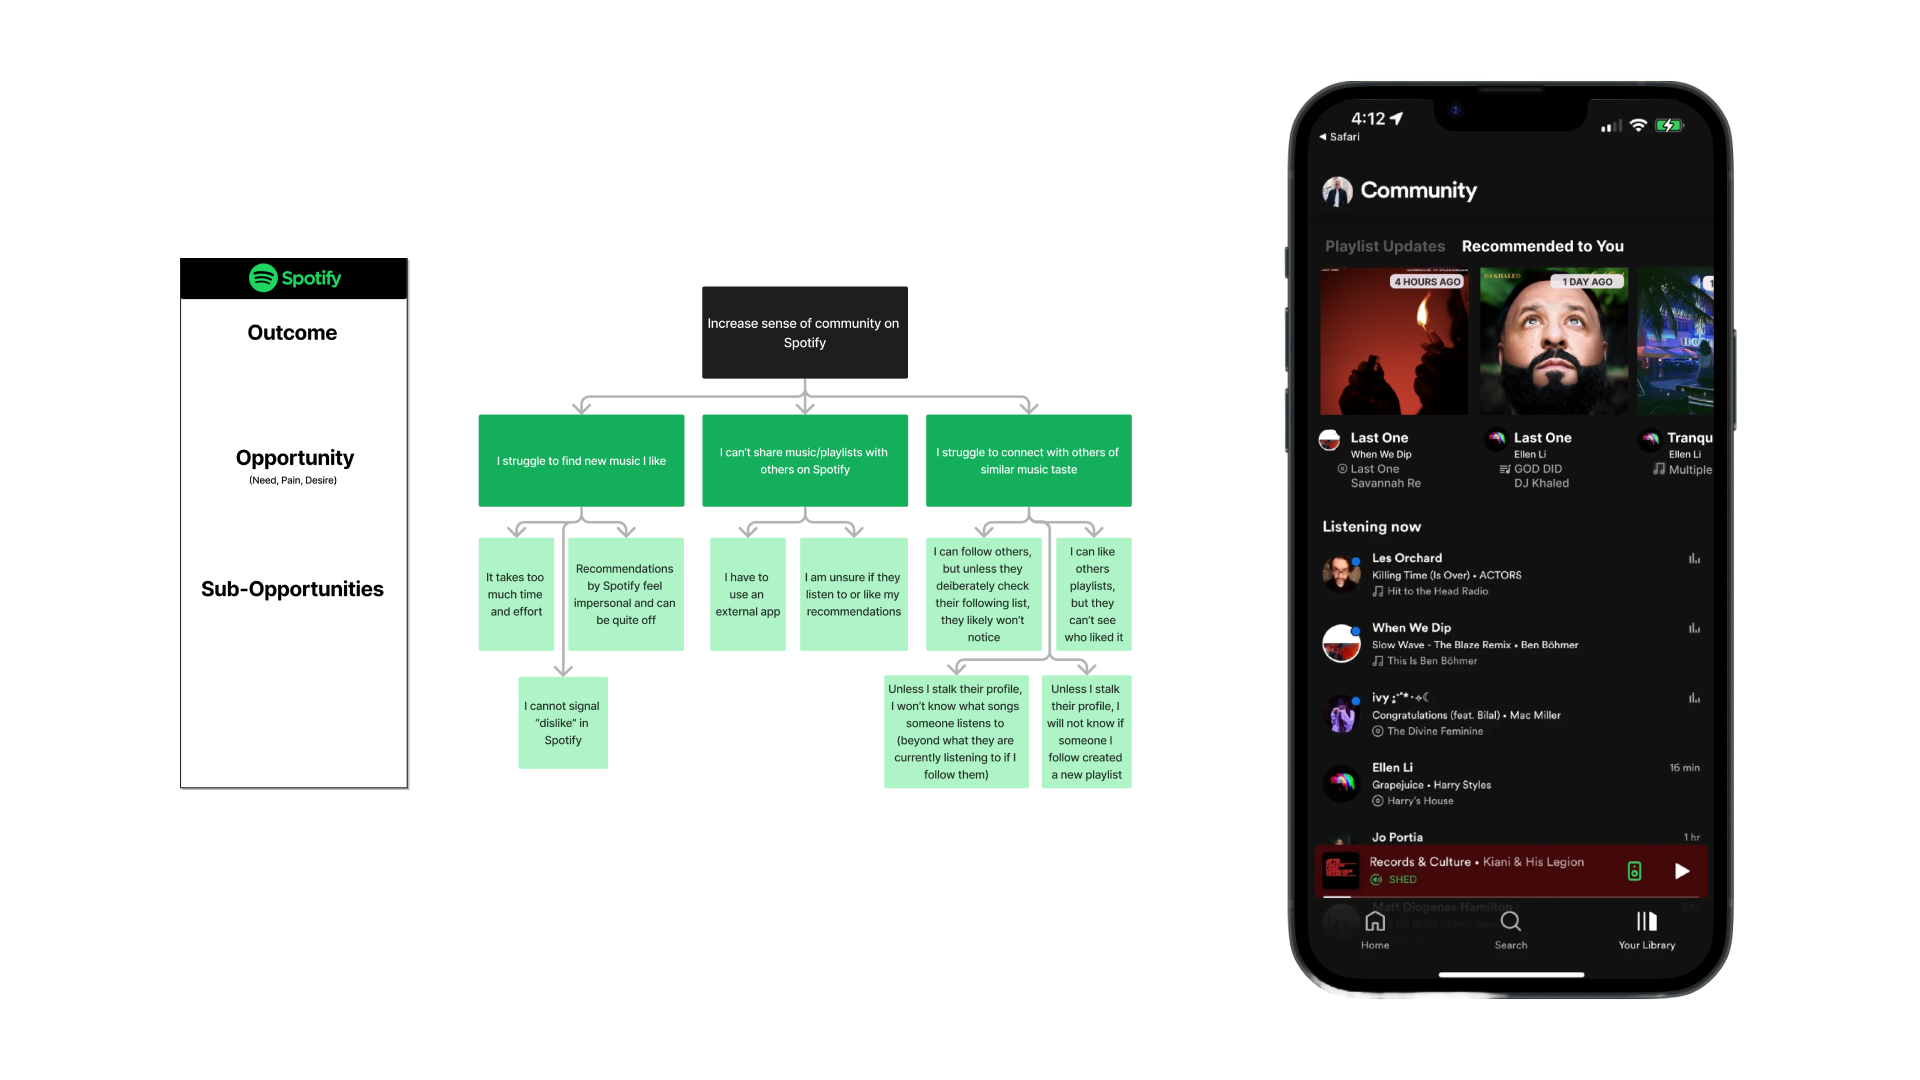 Spotify
Outcome
Opportunity
(Need, Pain, Desire)
Sub-Opportunities
Increase sense of community on
Spotify
I struggle to find new music I like
I can't share music/playlists with
others on Spotify
I struggle to connect with others of
similar music taste
It takes too
much time
and effort
Recommendations
by Spotify feel
impersonal and can
be quite off
I have to
use an
external app
I am unsure if they
listen to or like my
recommendations
I can follow others,
but unless they
deiberately check
their following list,
they likely won't
notice
I can like
others
playlists,
but they
can't see
who liked it
I cannot signal
"dislike" in
Spotify
Unless I stalk their profile,
I won't know what songs
someone listens to
(beyond what they are
currently listening to if I
follow them)
Unless I stalk
their profile, I
will not know if
someone I
follow created
a new playlist
4:12
Safari
Community
Playlist Updates Recommended to You
4 HOURS AGO
DJ KHALED
1 DAY AGO
1
Last One
When We Dip
Last One
Savannah Re
Last One
Ellen Li
GOD DID
DJ Khaled
Tranqu
Ellen Li
Multiple
Listening now
Les Orchard
Killing Time (Is Over) • ACTORS
Hit to the Head Radio
When We Dip
Slow Wave - The Blaze Remix • Ben Böhmer
This Is Ben Böhmer
ivy
Congratulations (feat. Bilal) • Mac Miller
The Divine Feminine
Ellen Li 16 min
Grapejuice • Harry Styles
Harry's House
Jo Portia 1 hr
Records & Culture • Kiani & His Legion
SHED
Matt Diogenes Hamilton
Home
Search
Your Library